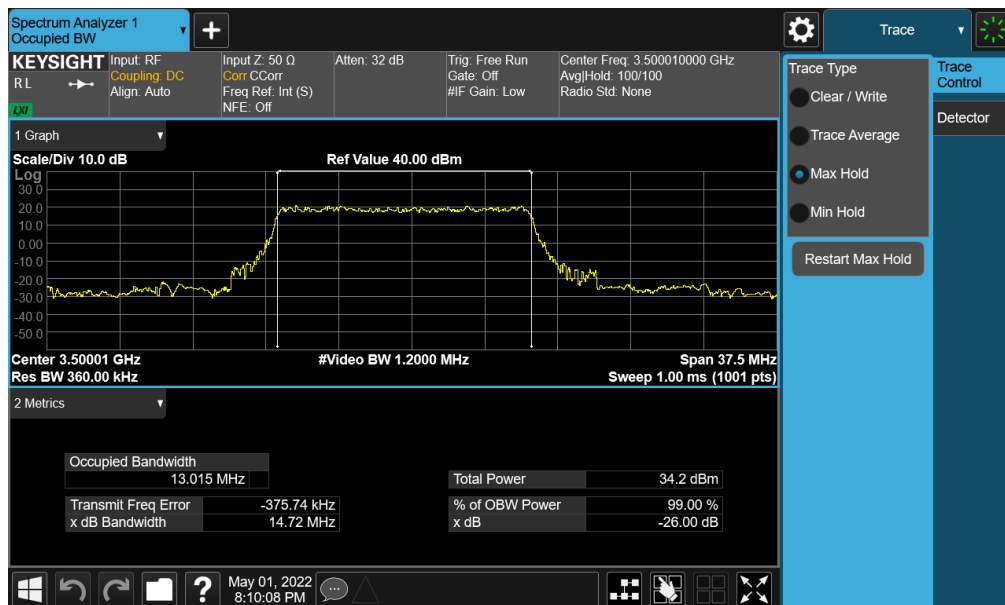 Spectrum Analyzer 1
Occupied BW
Trace
KEYSIGHT
R L
LXI
Input: RF
Coupling: DC
Align: Auto
Input Z: 50 Ω
Corr CCorr
Freq Ref: Int (S)
NFE: Off
Atten: 32 dB
Trig: Free Run
Gate: Off
#IF Gain: Low
Center Freq: 3.500010000 GHz
Avg|Hold: 100/100
Radio Std: None
Trace Type
Clear / Write
Trace Average
Max Hold
Min Hold
Restart Max Hold
Trace
Control
Detector
1 Graph
Scale/Div 10.0 dB
Ref Value 40.00 dBm
Log
30.0
20.0
10.0
0.00
-10.0
-20.0
-30.0
-40.0
-50.0
Center 3.50001 GHz
#Video BW 1.2000 MHz
Span 37.5 MHz
Res BW 360.00 kHz
Sweep 1.00 ms (1001 pts)
2 Metrics
Occupied Bandwidth
13.015 MHz
Total Power 34.2 dBm
Transmit Freq Error -375.74 kHz
% of OBW Power 99.00 %
x dB Bandwidth 14.72 MHz
x dB -26.00 dB
?
May 01, 2022
8:10:08 PM